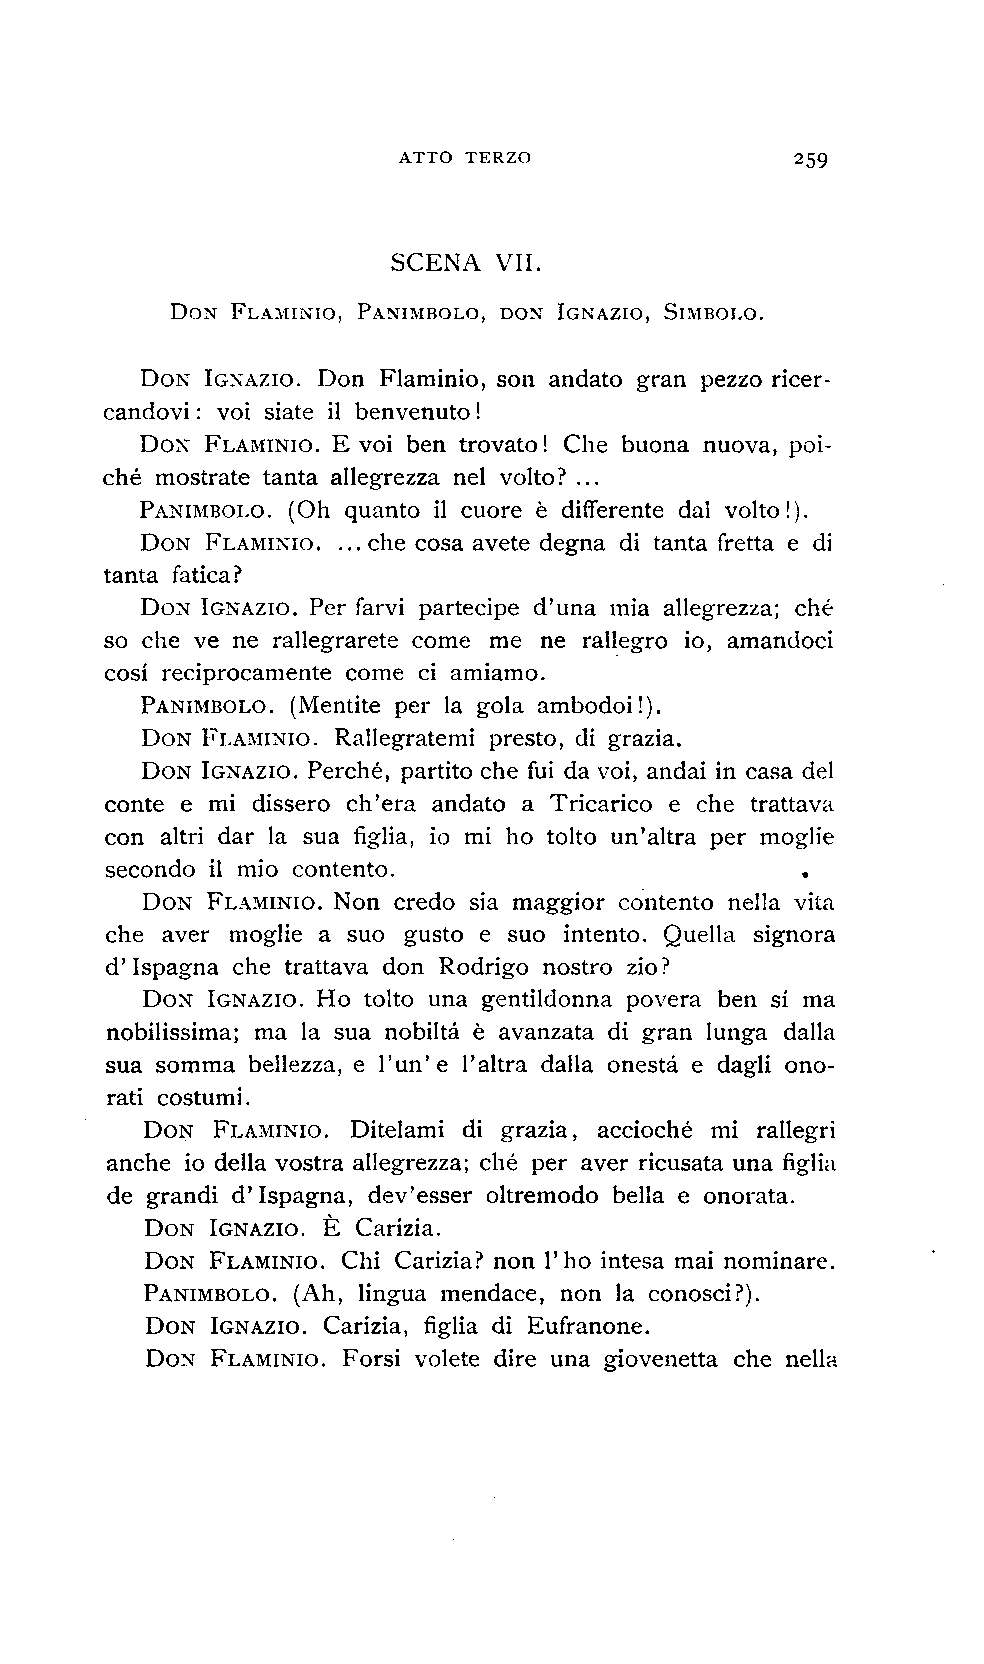 ATTO TERZO 259
SCENA VII.
DON FLAMINIO, PANIMBOLO, DON IGNAZIO, SIMBOLO.
DON IGNAZIO. Don Flaminio, son andato gran pezzo ricer-
candovi: voi siate il benvenuto!
DON FLAMINIO. E voi ben trovato! Che buona nuova, poi-
ché mostrate tanta allegrezza nel volto? ...
PANIMBOLO. (Oh quanto il cuore è differente dal volto!).
DON FLAMINIO. ... che cosa avete degna di tanta fretta e di
tanta fatica?
DON IGNAZIO. Per farvi partecipe d'una mia allegrezza; ché
so che ve ne rallegrarete come me ne rallegro io, amandoci
cosí reciprocamente come ci amiamo.
PANIMBOLO. (Mentite per la gola ambodoi!).
DON FLAMINIO. Rallegratemi presto, di grazia.
DON IGNAZIO. Perché, partito che fui da voi, andai in casa del
conte e mi dissero ch'era andato a Tricarico e che trattava
con altri dar la sua figlia, io mi ho tolto un'altra per moglie
secondo il mio contento.
DON FLAMINIO. Non credo sia maggior contento nella vita
che aver moglie a suo gusto e suo intento. Quella signora
d'Ispagna che trattava don Rodrigo nostro zio?
DON IGNAZIO. Ho tolto una gentildonna povera ben sí ma
nobilissima; ma la sua nobiltá è avanzata di gran lunga dalla
sua somma bellezza, e l'un' e l'altra dalla onestá e dagli ono-
rati costumi.
DON FLAMINIO. Ditelami di grazia, accioché mi rallegri
anche io della vostra allegrezza; ché per aver ricusata una figlia
de grandi d'Ispagna, dev'esser oltremodo bella e onorata.
DON IGNAZIO. È Carizia.
DON FLAMINIO. Chi Carizia? non l'ho intesa mai nominare.
PANIMBOLO. (Ah, lingua mendace, non la conosci?).
DON IGNAZIO. Carizia, figlia di Eufranone.
DON FLAMINIO. Forsi volete dire una giovenetta che nella